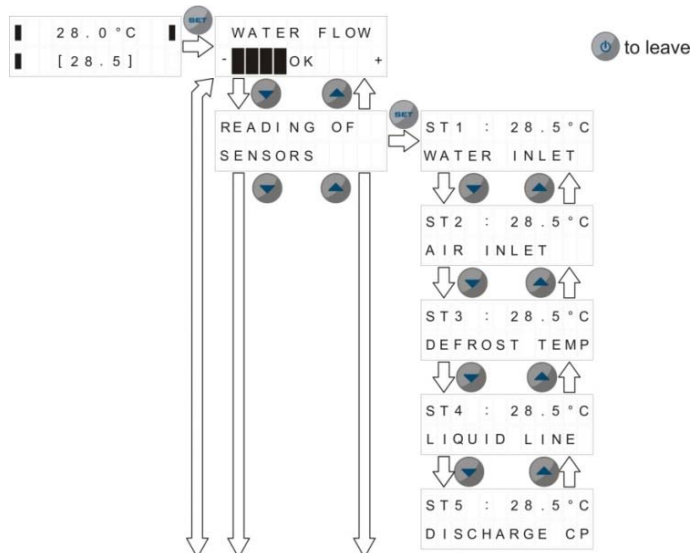 28.0°C
[28.5]
SET
WATER FLOW
- OK +
to leave
READING OF
SENSORS
SET
ST1 : 28.5°C
WATER INLET
ST2 : 28.5°C
AIR INLET
ST3 : 28.5°C
DEFROST TEMP
ST4 : 28.5°C
LIQUID LINE
ST5 : 28.5°C
DISCHARGE CP